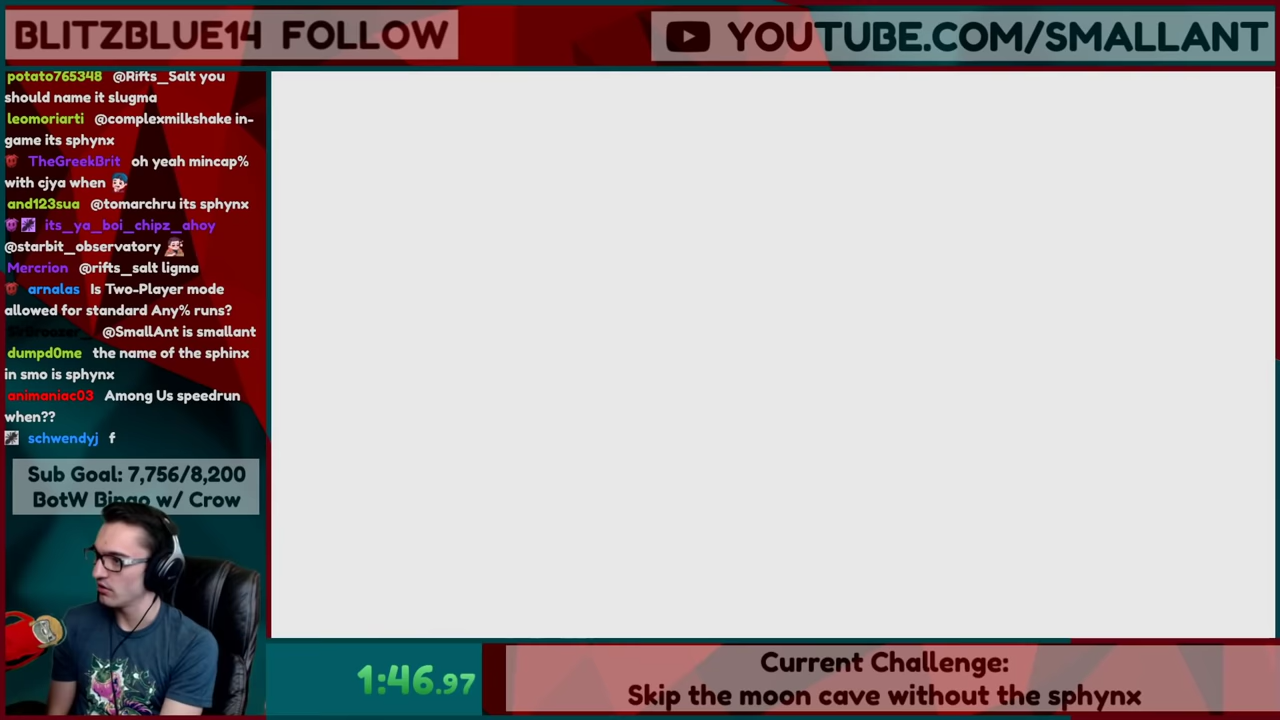 BLITZBLUE14 FOLLOW
YOUTUBE.COM/SMALLANT
potato765348 @Rifts_Salt you
should name it slugma
leomoriarti @complexmilkshake in-
game its sphynx
TheGreekBrit oh yeah mincap%
with cjya when
and123sua @tomarchru its sphynx
its_ya_boi_chipz_ahoy
@starbit_observatory
Mercrion @rifts_salt ligma
arnalas Is Two-Player mode
allowed for standard Any% runs?
@SmallAnt is smallant
dumpd0me the name of the sphinx
in smo is sphynx
animaniac03 Among Us speedrun
when??
schwendyj f
Sub Goal: 7,756/8,200
BotW Bingo w/ Crow
1:46.97
Current Challenge:
Skip the moon cave without the sphynx